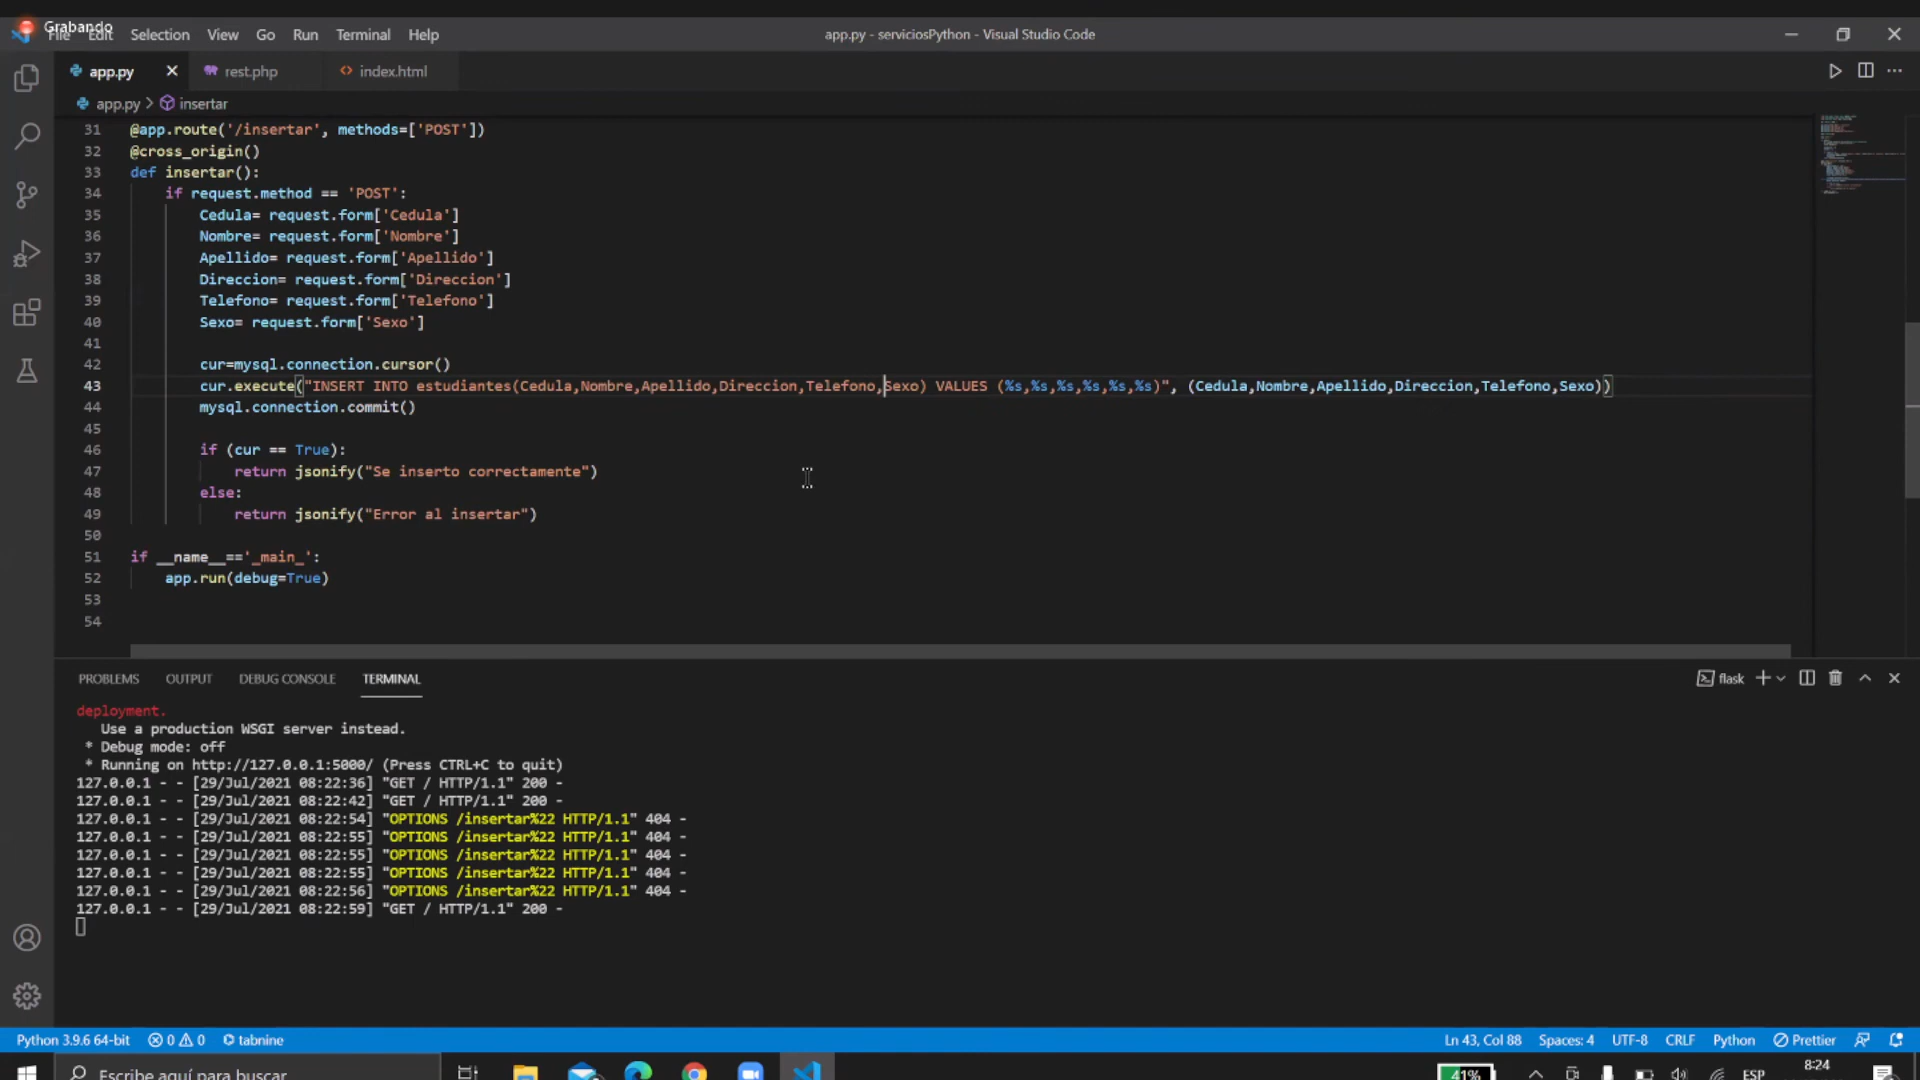 Grabando
File Edit Selection View Go Run Terminal Help
app.py - serviciosPython - Visual Studio Code
app.py rest.php index.html
app.py > insertar
31 @app.route('/insertar', methods=['POST'])
32 @cross_origin()
33 def insertar():
34 if request.method == 'POST':
35 Cedula= request.form['Cedula']
36 Nombre= request.form['Nombre']
37 Apellido= request.form['Apellido']
38 Direccion= request.form['Direccion']
39 Telefono= request.form['Telefono']
40 Sexo= request.form['Sexo']
41
42 cur=mysql.connection.cursor()
43 cur.execute("INSERT INTO estudiantes(Cedula,Nombre,Apellido,Direccion,Telefono,Sexo) VALUES (%s,%s,%s,%s,%s,%s)", (Cedula,Nombre,Apellido,Direccion,Telefono,Sexo))
44 mysql.connection.commit()
45
46 if (cur == True):
47 return jsonify("Se inserto correctamente")
48 else:
49 return jsonify("Error al insertar")
50
51 if __name__=='_main_':
52 app.run(debug=True)
53
54
PROBLEMS OUTPUT DEBUG CONSOLE TERMINAL
flask
deployment.
Use a production WSGI server instead.
* Debug mode: off
* Running on http://127.0.0.1:5000/ (Press CTRL+C to quit)
127.0.0.1 - - [29/Jul/2021 08:22:36] "GET / HTTP/1.1" 200 -
127.0.0.1 - - [29/Jul/2021 08:22:42] "GET / HTTP/1.1" 200 -
127.0.0.1 - - [29/Jul/2021 08:22:54] "OPTIONS /insertar%22 HTTP/1.1" 404 -
127.0.0.1 - - [29/Jul/2021 08:22:55] "OPTIONS /insertar%22 HTTP/1.1" 404 -
127.0.0.1 - - [29/Jul/2021 08:22:55] "OPTIONS /insertar%22 HTTP/1.1" 404 -
127.0.0.1 - - [29/Jul/2021 08:22:55] "OPTIONS /insertar%22 HTTP/1.1" 404 -
127.0.0.1 - - [29/Jul/2021 08:22:56] "OPTIONS /insertar%22 HTTP/1.1" 404 -
127.0.0.1 - - [29/Jul/2021 08:22:59] "GET / HTTP/1.1" 200 -
Python 3.9.6 64-bit 0 0 tabnine Ln 43, Col 88 Spaces: 4 UTF-8 CRLF Python Prettier
Escribe aquí para buscar 41% ESP 8:24